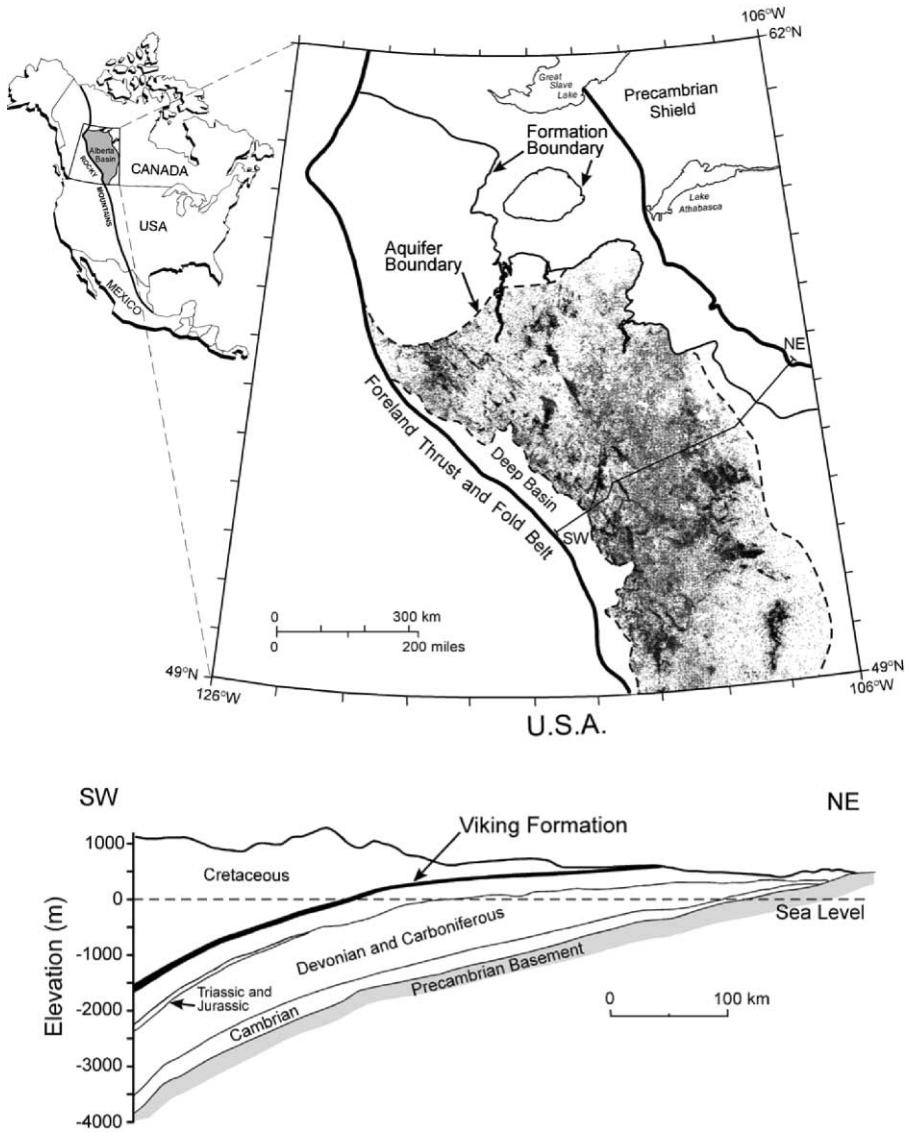 106°W
62°N
Great
Slave
Lake
Precambrian
Shield
Formation
Boundary
Lake
Athabasca
Alberta
Basin
ROCKY
MOUNTAINS
CANADA
USA
MEXICO
Aquifer
Boundary
NE
Foreland Thrust and Fold Belt
Deep Basin
SW
0 300 km
0 200 miles
49°N
126°W
49°N
106°W
U.S.A.
SW
NE
Viking Formation
Elevation (m)
1000
0
-1000
-2000
-3000
-4000
Cretaceous
Sea Level
Devonian and Carboniferous
Precambrian Basement
Triassic and
Jurassic
Cambrian
0 100 km